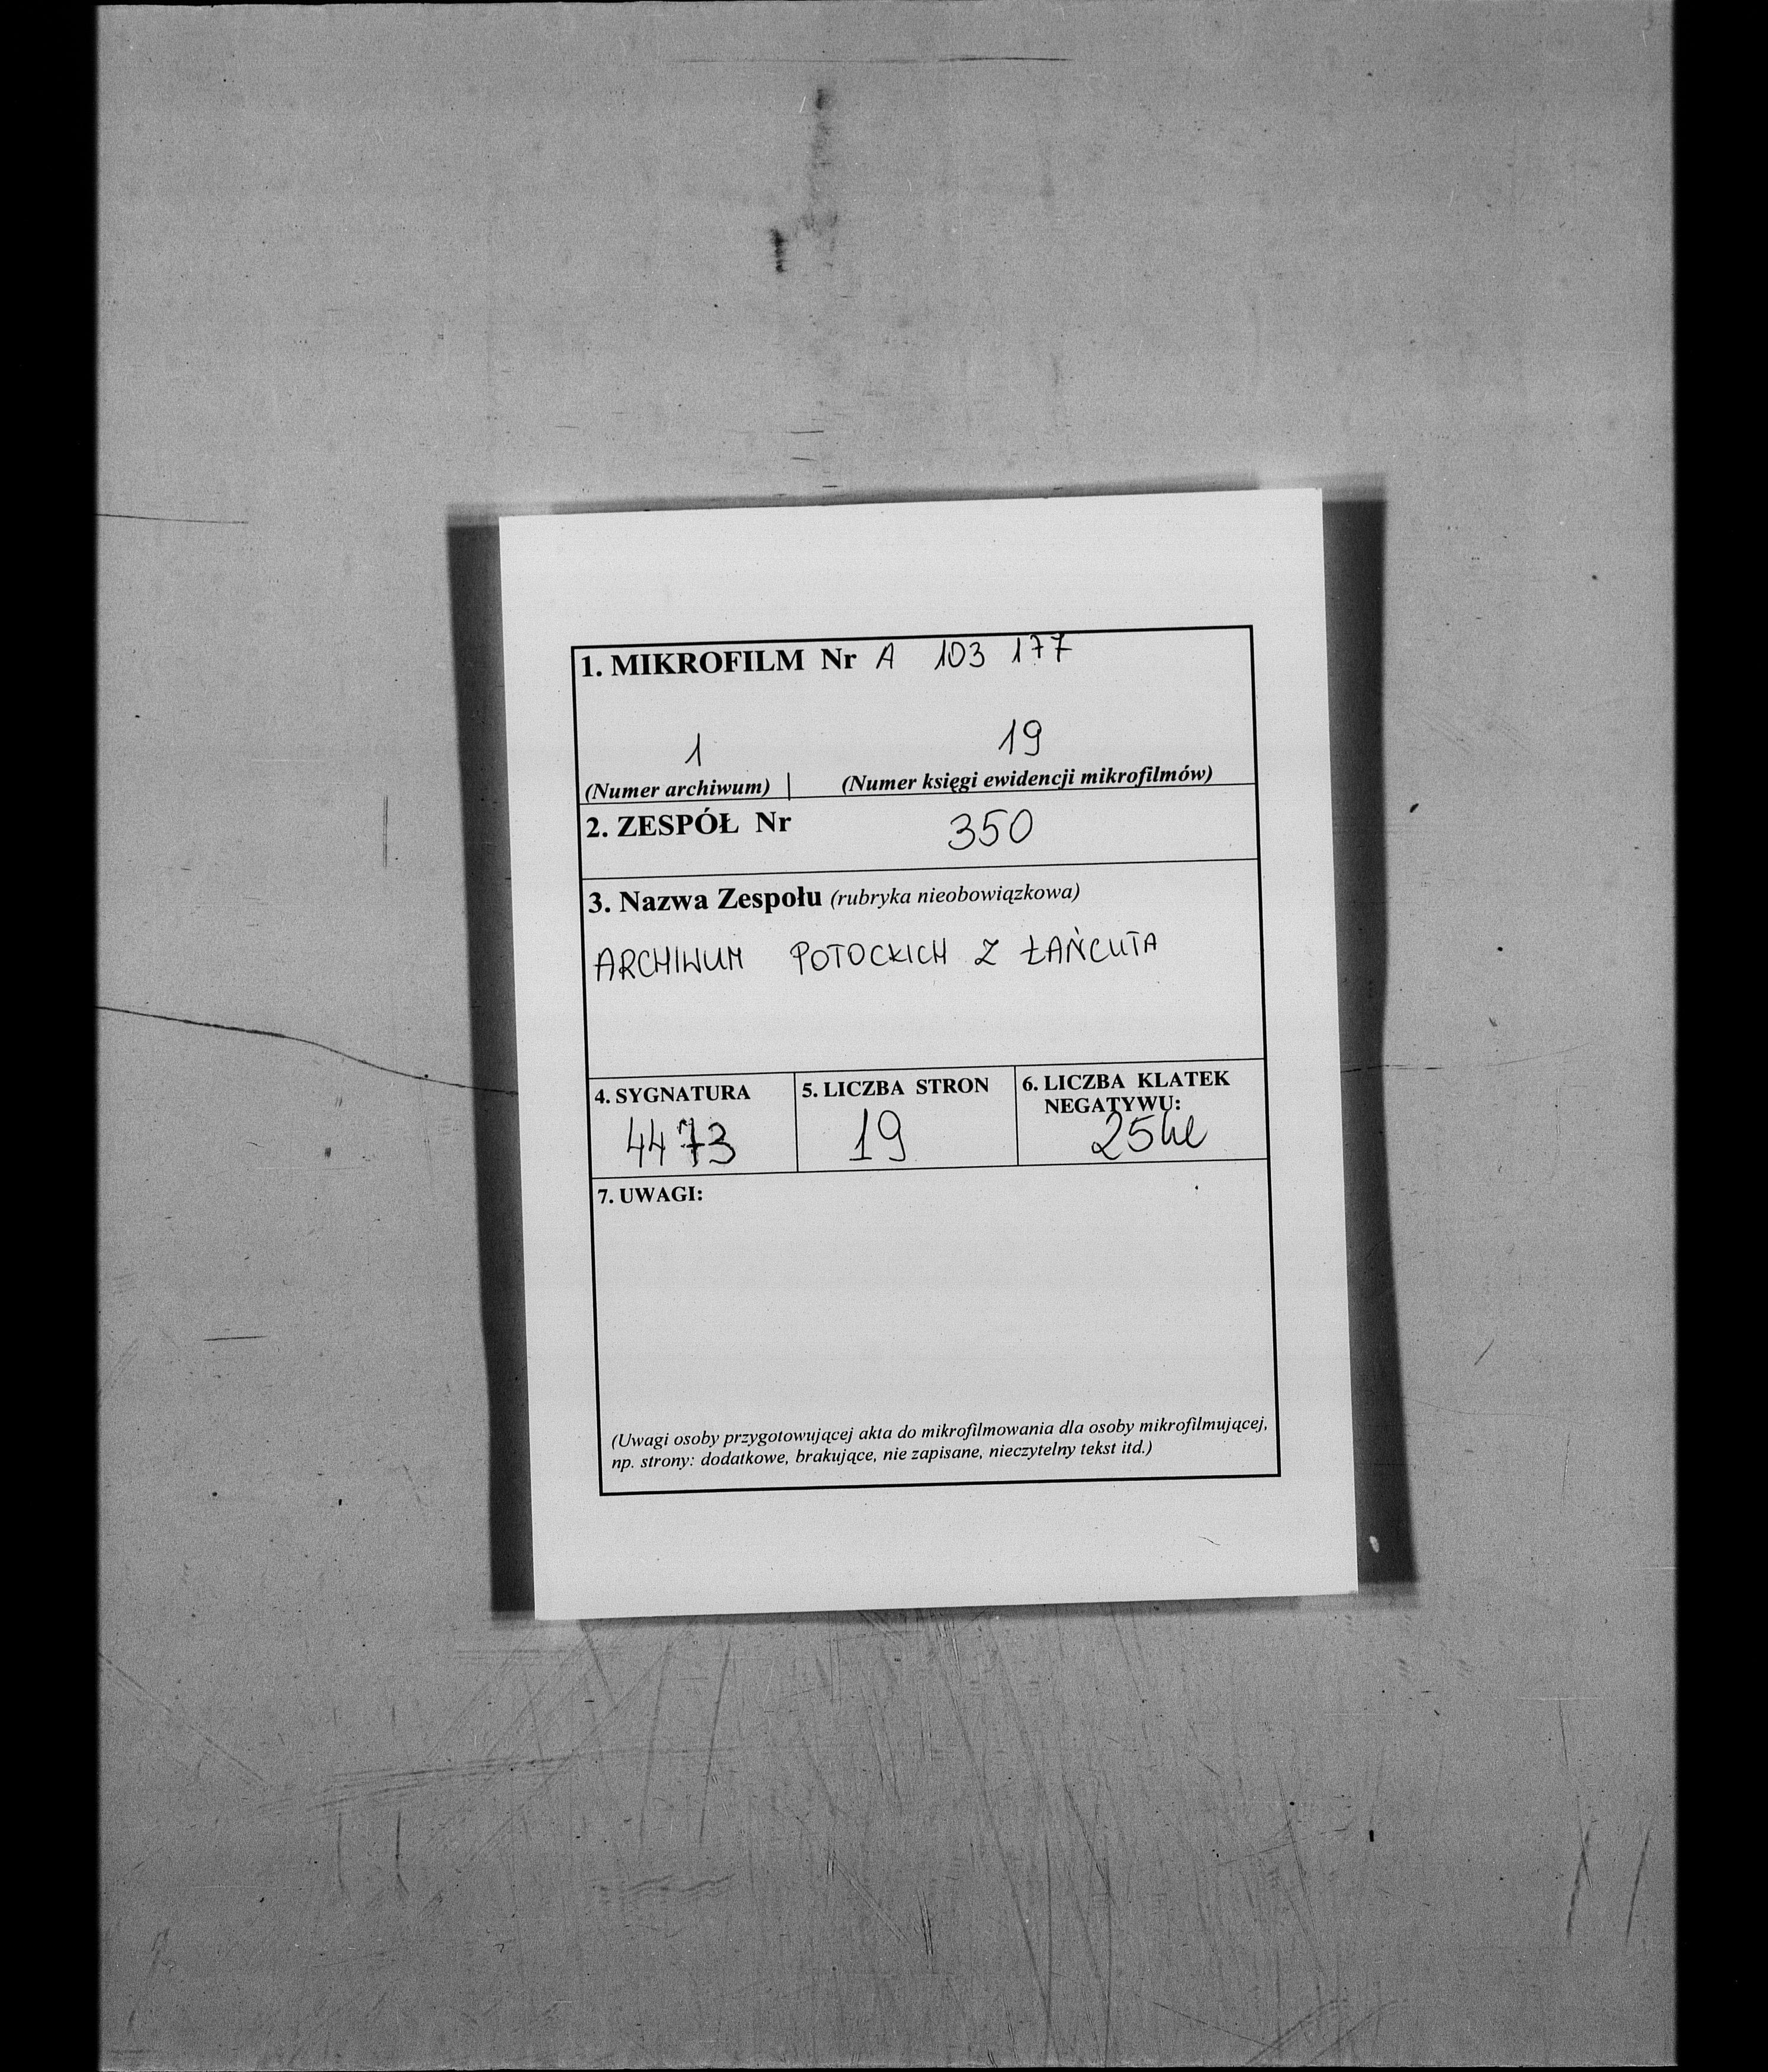 1. MIKROFILM Nr A 103 177
1 19
(Numer archiwum) | (Numer księgi ewidencji mikrofilmów)
2. ZESPÓŁ Nr 350
3. Nazwa Zespołu (rubryka nieobowiązkowa)
ARCHIWUM POTOCKICH Z ŁAŃCUTA
4. SYGNATURA 5. LICZBA STRON 6. LICZBA KLATEK
NEGATYWU:
4473 19 25kl
7. UWAGI:
(Uwagi osoby przygotowującej akta do mikrofilmowania dla osoby mikrofilmującej,
np. strony: dodatkowe, brakujące, nie zapisane, nieczytelny tekst itd.)